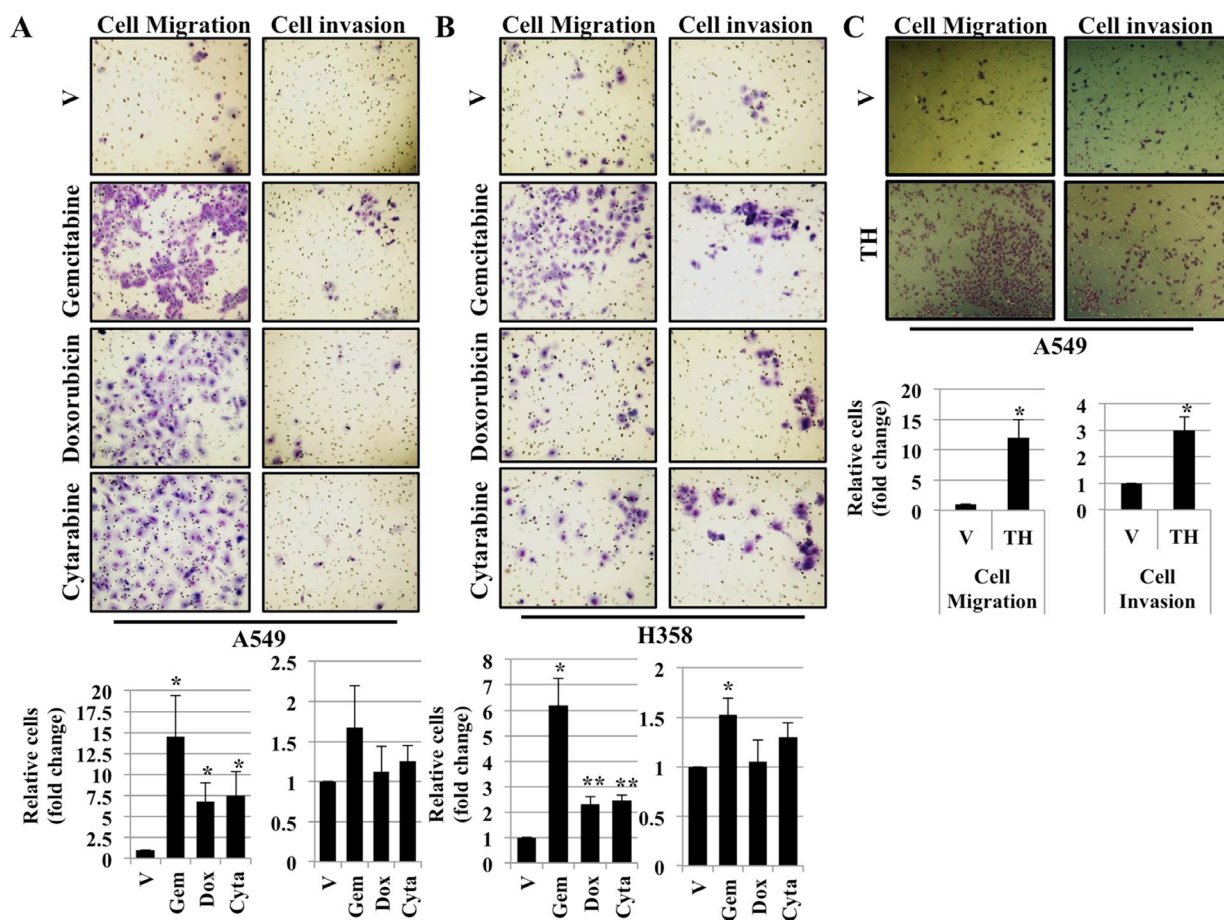 A
Cell Migration
Cell invasion
V
Gemcitabine
Doxorubicin
Cytarabine
A549
Relative cells
(fold change)
20
17.5
15
12.5
10
7.5
5
2.5
0
*
*
*
V
Gem
Dox
Cyta
2.5
2
1.5
1
0.5
0
V
Gem
Dox
Cyta
B
Cell Migration
Cell invasion
V
Gemcitabine
Doxorubicin
Cytarabine
H358
Relative cells
(fold change)
8
7
6
5
4
3
2
1
0
*
**
**
V
Gem
Dox
Cyta
2
1.5
1
0.5
0
*
V
Gem
Dox
Cyta
C
Cell Migration
Cell invasion
V
TH
A549
Relative cells
(fold change)
20
15
10
5
0
*
V
TH
Cell
Migration
4
3
2
1
0
*
V
TH
Cell
Invasion